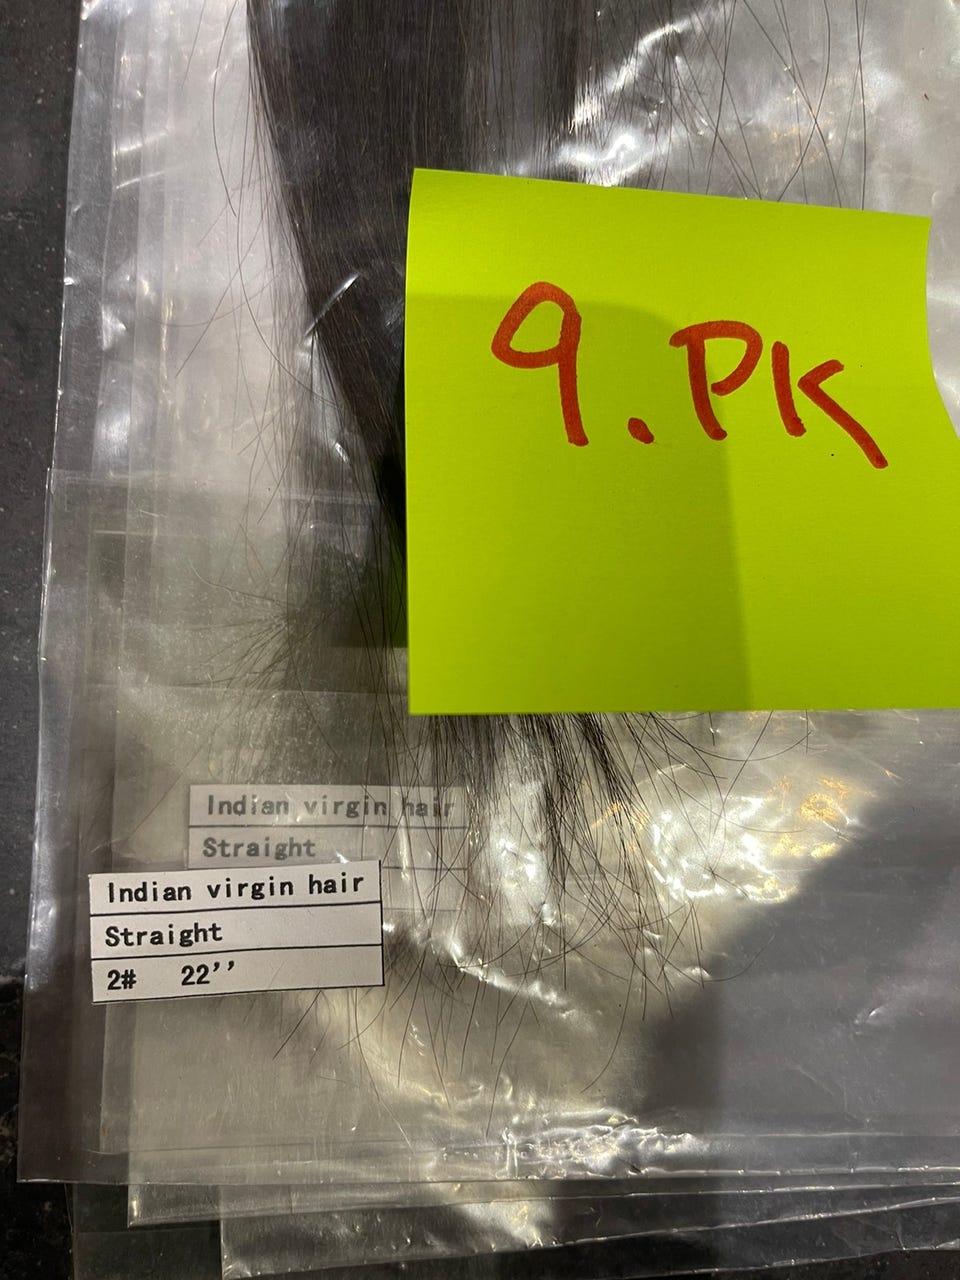 9.PK
Indian virgin hair
Straight
Indian virgin hair
Straight
2# 22’’